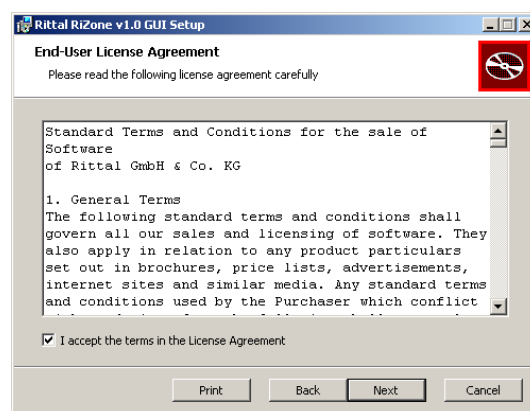 Rittal RiZone v1.0 GUI Setup
End-User License Agreement
Please read the following license agreement carefully
Standard Terms and Conditions for the sale of
Software
of Rittal GmbH & Co. KG
1. General Terms
The following standard terms and conditions shall
govern all our sales and licensing of software. They
also apply in relation to any product particulars
set out in brochures, price lists, advertisements,
internet sites and similar media. Any standard terms
and conditions used by the Purchaser which conflict
I accept the terms in the License Agreement
Print
Back
Next
Cancel